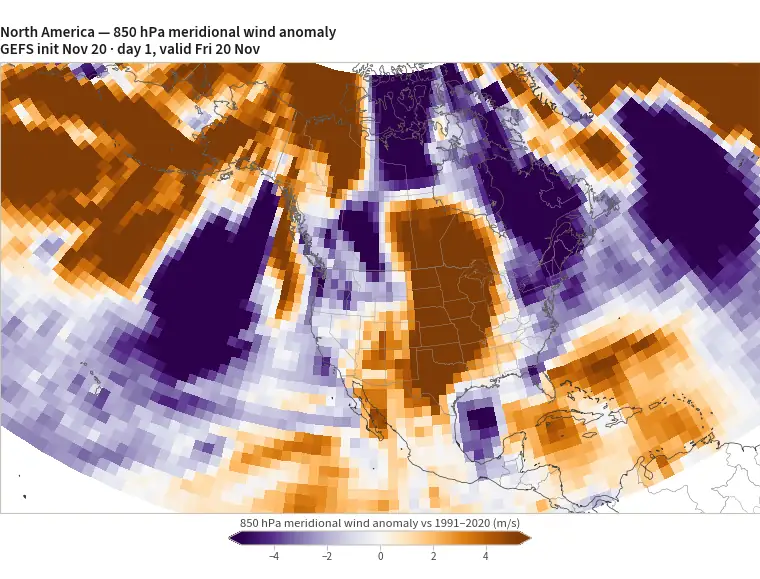 North America — 850 hPa meridional wind anomaly
GEFS init Nov 20 · day 1, valid Fri 20 Nov
850 hPa meridional wind anomaly vs 1991–2020 (m/s)
−4 −2 0 2 4